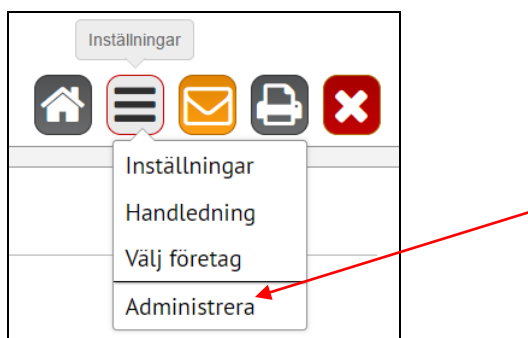 Inställningar
Inställningar
Handledning
Välj företag
Administrera